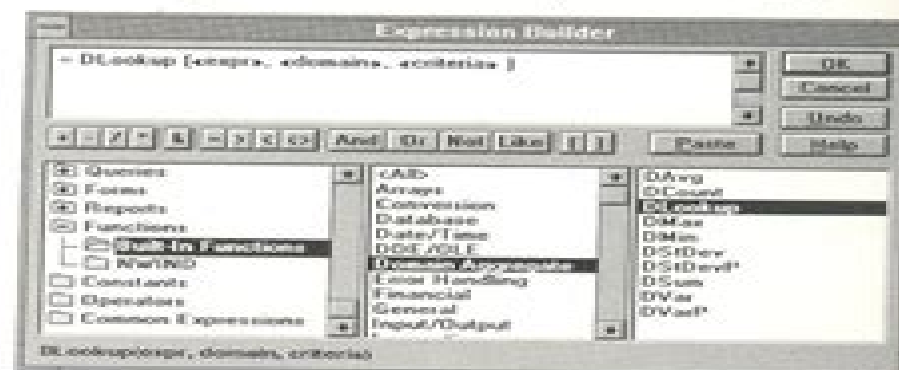 Expression Builder
= DLookup («expr», «domain», «criteria» )
OK
Cancel
Undo
Help
+ - / * & = > < <> And Or Not Like ( ) Paste
Queries
Forms
Reports
Functions
Built-In Functions
NWIND
Constants
Operators
Common Expressions
<All>
Arrays
Conversion
Database
Date/Time
DDE/OLE
Domain Aggregate
Error Handling
Financial
General
Input/Output
DAvg
DCount
DLookup
DMax
DMin
DStDev
DStDevP
DSum
DVar
DVarP
DLookup(expr, domain, criteria)